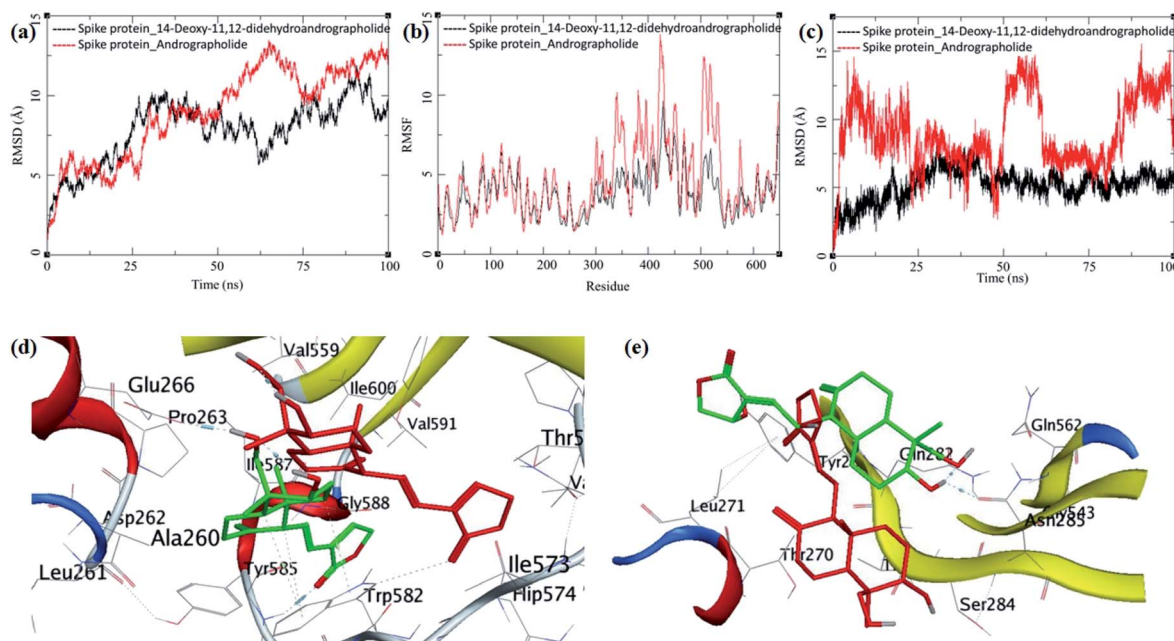 (a)
Spike protein_14-Deoxy-11,12-didehydroandrographolide
Spike protein_Andrographolide
15
10
5
0
RMSD (Å)
0 25 50 75 100
Time (ns)
(b)
Spike protein_14-Deoxy-11,12-didehydroandrographolide
Spike protein_Andrographolide
15
10
5
0
RMSF
0 100 200 300 400 500 600
Residue
(c)
Spike protein_14-Deoxy-11,12-didehydroandrographolide
Spike protein_Andrographolide
15
10
5
0
RMSD (Å)
0 25 50 75 100
Time (ns)
(d)
Val559
Glu266
Ile600
Pro263
Val591
Ile587
Gly588
Asp262
Ala260
Leu261
Tyr585
Ile573
Trp582
Hip574
(e)
Gln562
Gln282
Leu271
Asn285
Thr270
Ser284